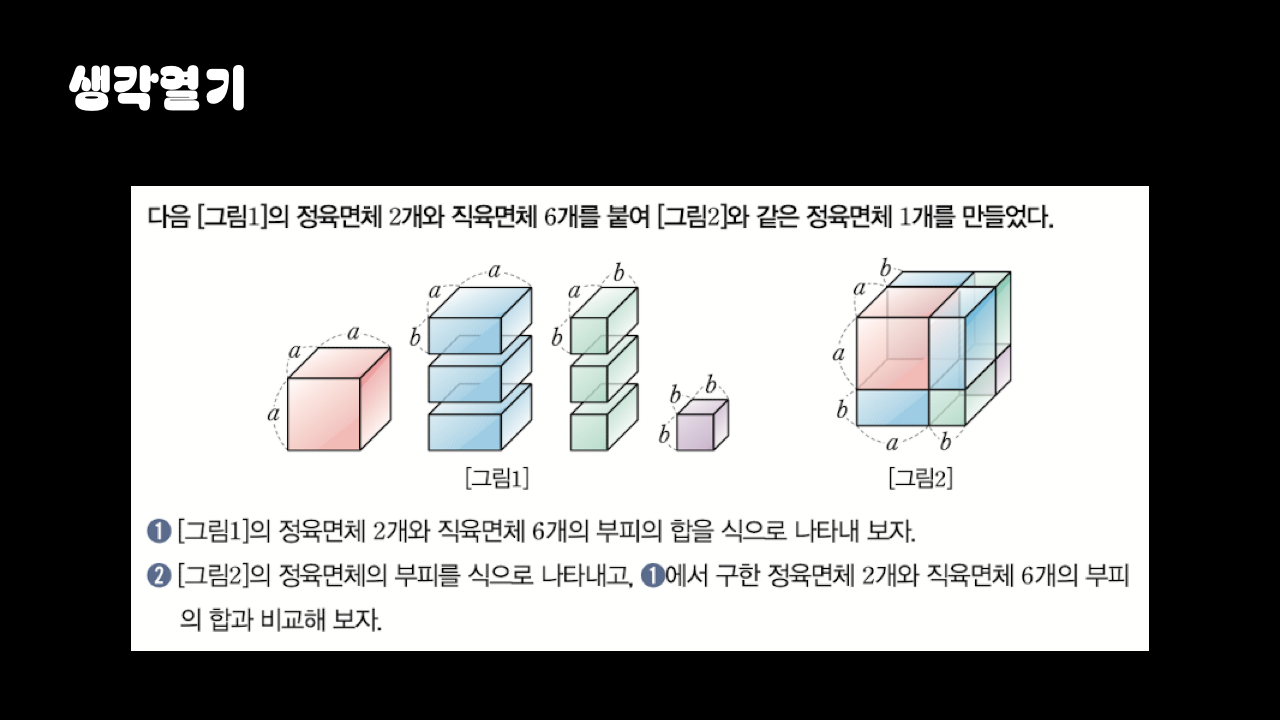 생각열기
다음 [그림1]의 정육면체 2개와 직육면체 6개를 붙여 [그림2]와 같은 정육면체 1개를 만들었다.
a a a
a a b
a b b
b b b
b a a b a b
[그림1] [그림2]
❶ [그림1]의 정육면체 2개와 직육면체 6개의 부피의 합을 식으로 나타내 보자.
❷ [그림2]의 정육면체의 부피를 식으로 나타내고, ❶에서 구한 정육면체 2개와 직육면체 6개의 부피
의 합과 비교해 보자.